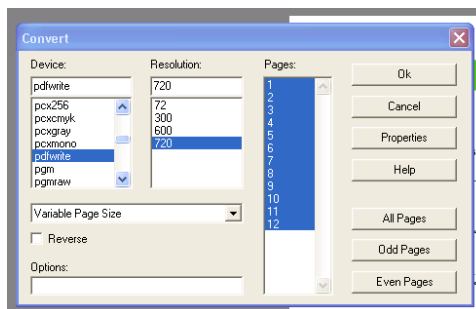 Convert
Device:
pdfwrite
pcx256
pcxcmyk
pcxgray
pcxmono
pdfwrite
pgm
pgmraw
Variable Page Size
Reverse
Options:
Resolution:
720
72
300
600
720
Pages:
1
2
3
4
5
6
7
8
9
10
11
12
Ok
Cancel
Properties
Help
All Pages
Odd Pages
Even Pages